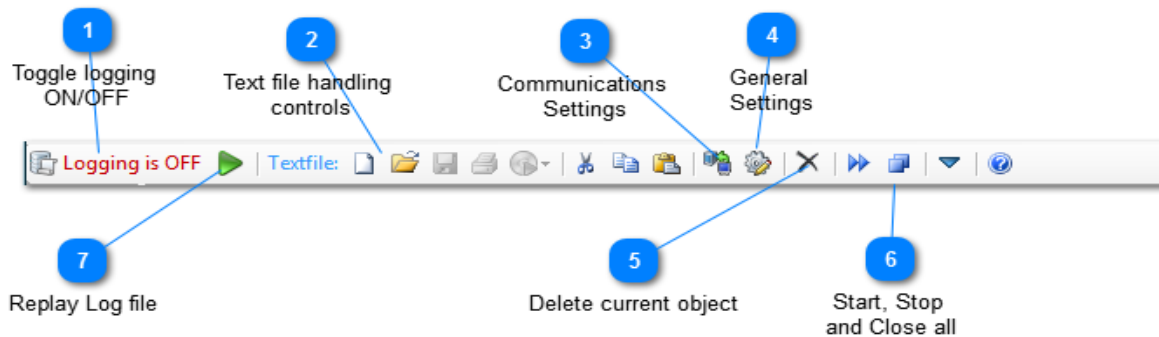 1
Toggle logging
ON/OFF
2
Text file handling
controls
3
Communications
Settings
4
General
Settings
Logging is OFF
Textfile:
?
7
Replay Log file
5
Delete current object
6
Start, Stop
and Close all